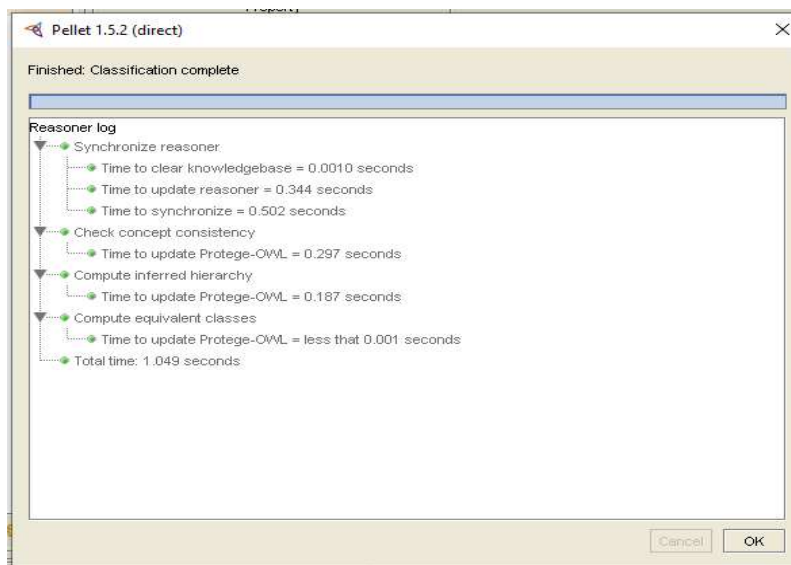 Property
Pellet 1.5.2 (direct)
Finished: Classification complete
Reasoner log
Synchronize reasoner
Time to clear knowledgebase = 0.0010 seconds
Time to update reasoner = 0.344 seconds
Time to synchronize = 0.502 seconds
Check concept consistency
Time to update Protege-OWL = 0.297 seconds
Compute inferred hierarchy
Time to update Protege-OWL = 0.187 seconds
Compute equivalent classes
Time to update Protege-OWL = less that 0.001 seconds
Total time: 1.049 seconds
Cancel OK